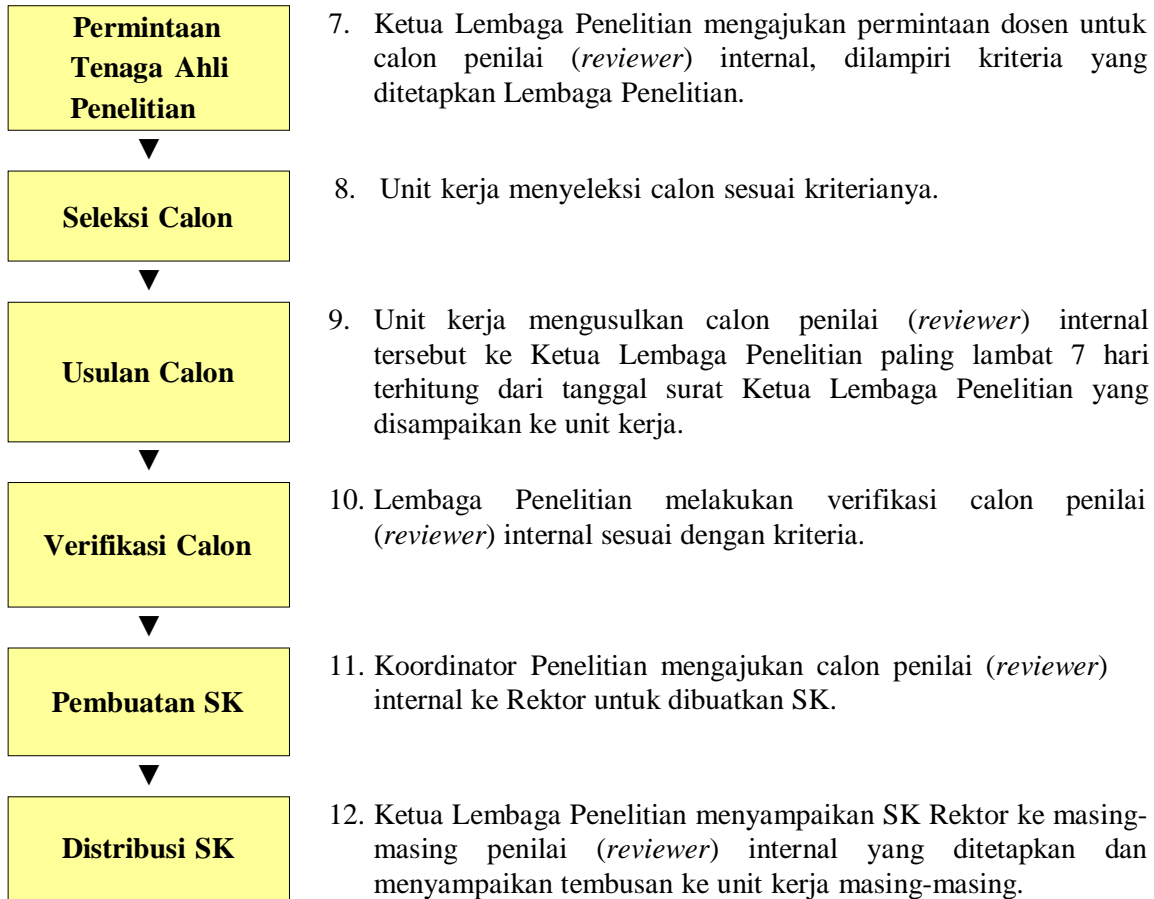 Permintaan
Tenaga Ahli
Penelitian
7. Ketua Lembaga Penelitian mengajukan permintaan dosen untuk
calon penilai (reviewer) internal, dilampiri kriteria yang
ditetapkan Lembaga Penelitian.
▼
Seleksi Calon
8. Unit kerja menyeleksi calon sesuai kriterianya.
▼
Usulan Calon
9. Unit kerja mengusulkan calon penilai (reviewer) internal
tersebut ke Ketua Lembaga Penelitian paling lambat 7 hari
terhitung dari tanggal surat Ketua Lembaga Penelitian yang
disampaikan ke unit kerja.
▼
Verifikasi Calon
10. Lembaga Penelitian melakukan verifikasi calon penilai
(reviewer) internal sesuai dengan kriteria.
▼
Pembuatan SK
11. Koordinator Penelitian mengajukan calon penilai (reviewer)
internal ke Rektor untuk dibuatkan SK.
▼
Distribusi SK
12. Ketua Lembaga Penelitian menyampaikan SK Rektor ke masing-
masing penilai (reviewer) internal yang ditetapkan dan
menyampaikan tembusan ke unit kerja masing-masing.